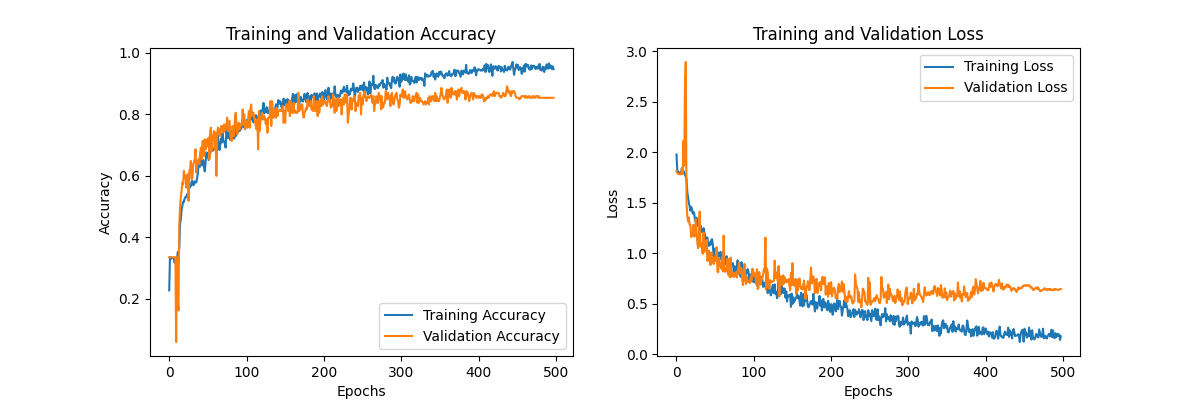 Training and Validation Accuracy
1.0
0.8
0.6
0.4
0.2
Accuracy
0
100
200
300
400
500
Epochs
Training Accuracy
Validation Accuracy
Training and Validation Loss
3.0
2.5
2.0
1.5
1.0
0.5
0.0
Loss
0
100
200
300
400
500
Epochs
Training Loss
Validation Loss